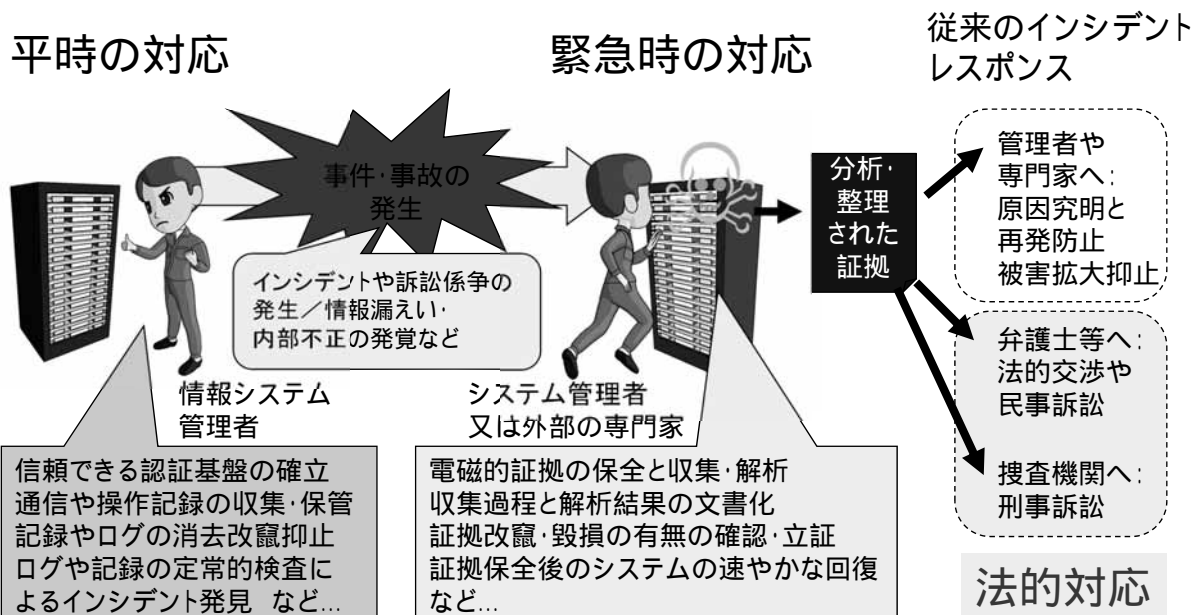 平時の対応
緊急時の対応
従来のインシデント
レスポンス
事件·事故の
発生
インシデントや訴訟係争の
発生／情報漏えい·
内部不正の発覚など
情報システム
管理者
システム管理者
又は外部の専門家
信頼できる認証基盤の確立
通信や操作記録の収集·保管
記録やログの消去改竄抑止
ログや記録の定常的検査に
よるインシデント発見　など...
電磁的証拠の保全と収集·解析
収集過程と解析結果の文書化
証拠改竄·毀損の有無の確認·立証
証拠保全後のシステムの速やかな回復
など...
分析·
整理
された
証拠
管理者や
専門家へ:
原因究明と
再発防止
被害拡大抑止
弁護士等へ:
法的交渉や
民事訴訟
捜査機関へ:
刑事訴訟
法的対応